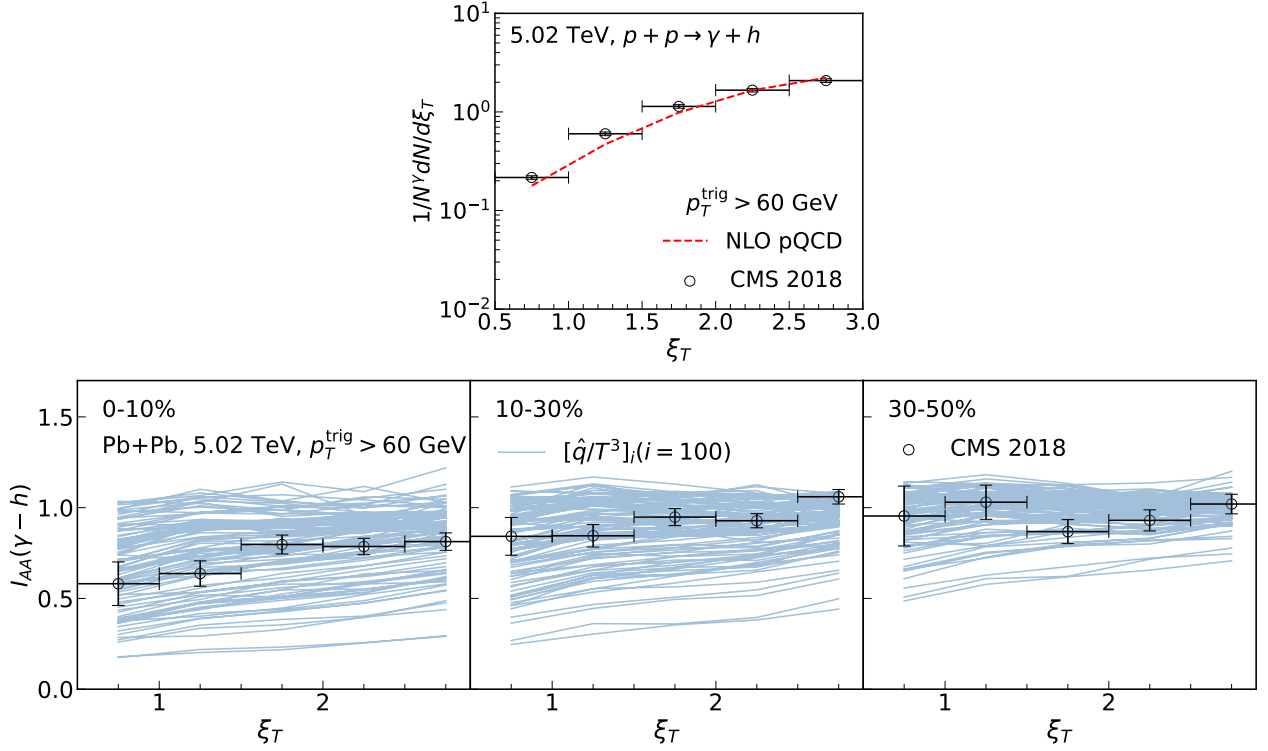 10¹
5.02 TeV, p + p → γ + h
10⁰
1/N^γ dN/dξ_T
10⁻¹
p_T^trig > 60 GeV
NLO pQCD
CMS 2018
10⁻²
0.5 1.0 1.5 2.0 2.5 3.0
ξ_T
1.5
0-10%
10-30%
30-50%
Pb+Pb, 5.02 TeV, p_T^trig > 60 GeV
[q̂/T³]_i(i = 100)
CMS 2018
1.0
I_AA(γ − h)
0.5
0.0
1 2 1 2 1 2
ξ_T ξ_T ξ_T